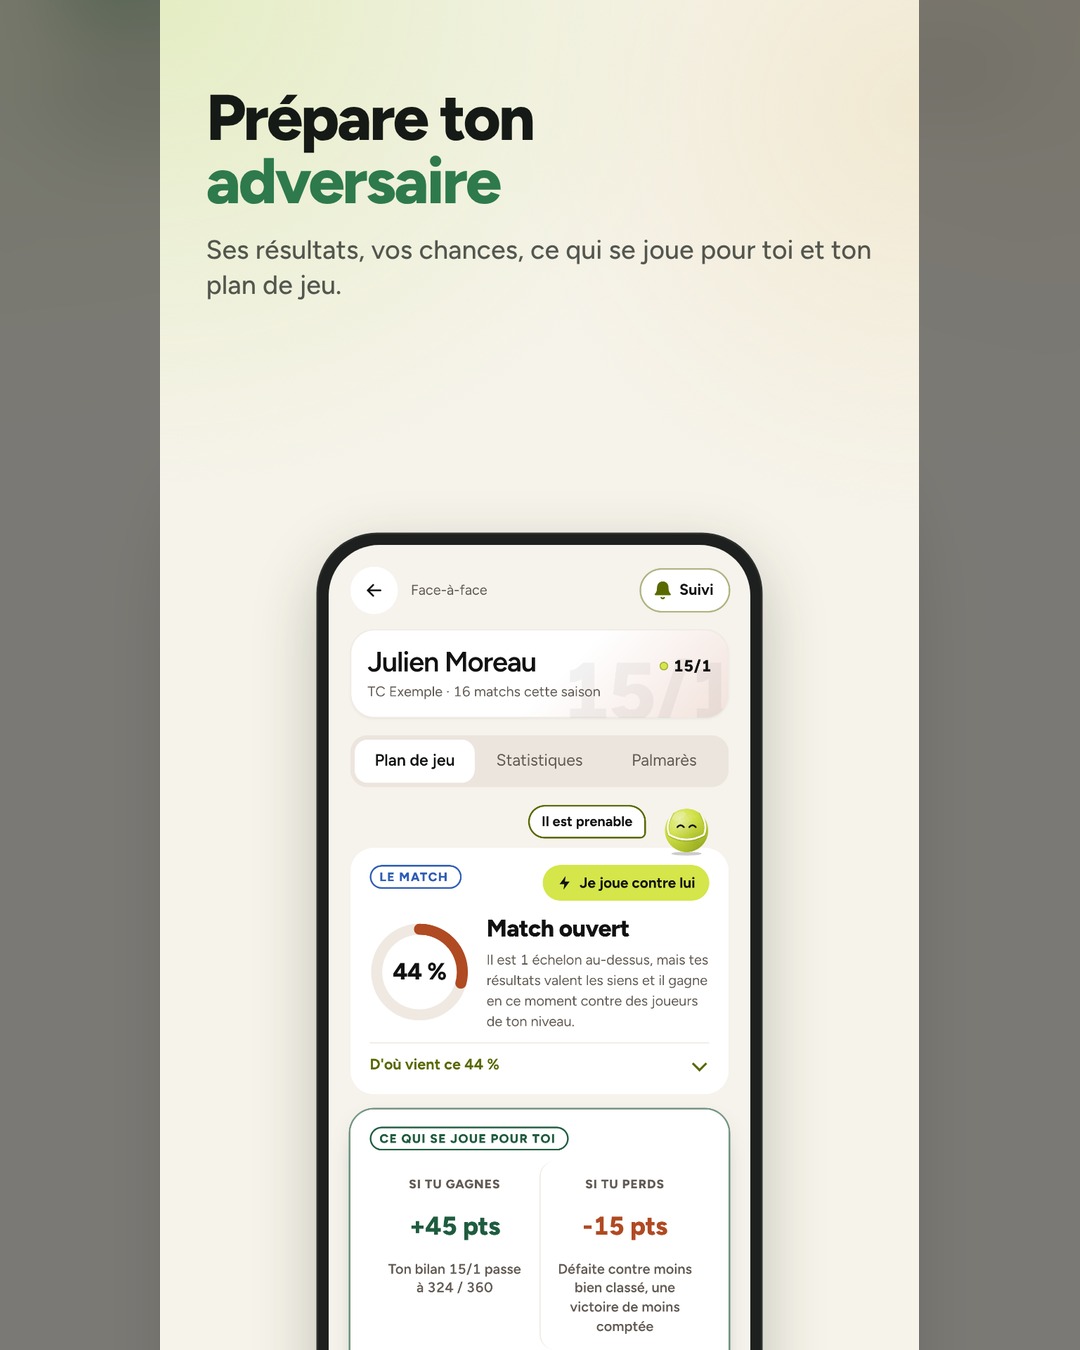 Prépare ton
adversaire
Ses résultats, vos chances, ce qui se joue pour toi et ton
plan de jeu.
Face-à-face
Suivi
Julien Moreau
15/1
15/1
TC Exemple · 16 matchs cette saison
Plan de jeu
Statistiques
Palmarès
Il est prenable
LE MATCH
Je joue contre lui
44 %
Match ouvert
Il est 1 échelon au-dessus, mais tes
résultats valent les siens et il gagne
en ce moment contre des joueurs
de ton niveau.
D'où vient ce 44 %
CE QUI SE JOUE POUR TOI
SI TU GAGNES
+45 pts
Ton bilan 15/1 passe
à 324 / 360
SI TU PERDS
-15 pts
Défaite contre moins
bien classé, une
victoire de moins
comptée